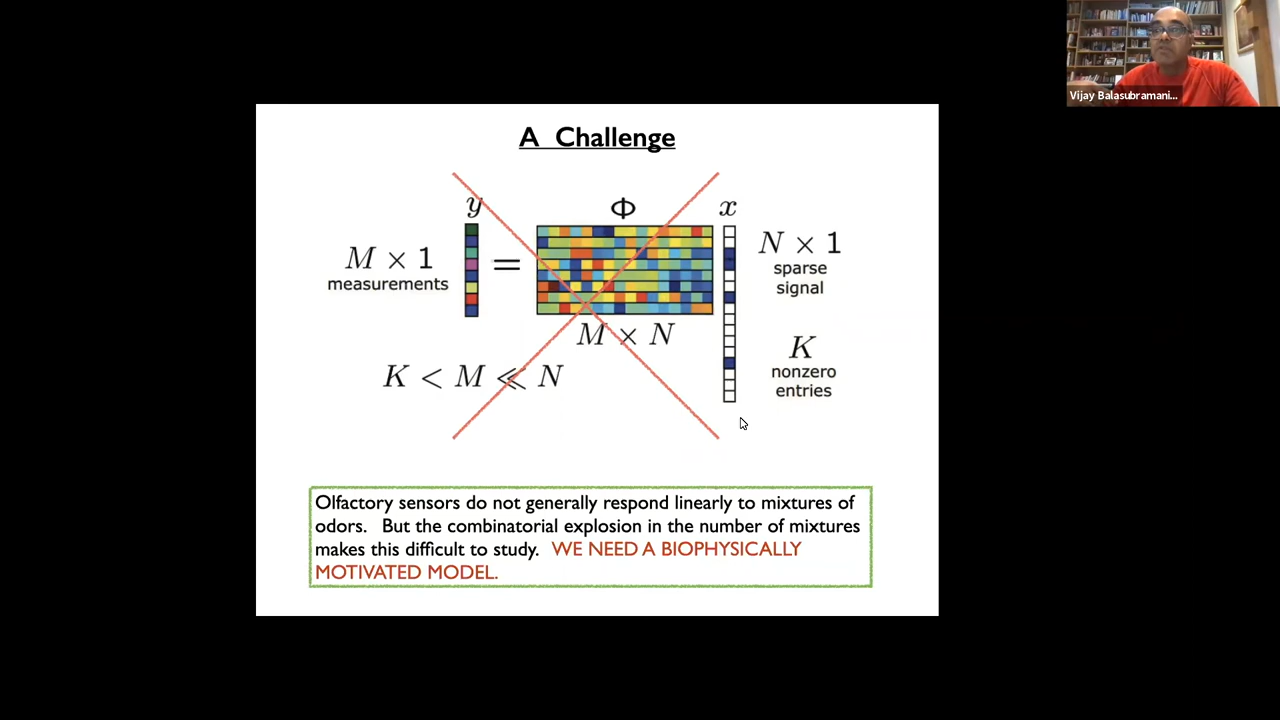 Vijay Balasubramani...
A Challenge
y
Φ
x
M × 1
measurements
=
M × N
N × 1
sparse
signal
K
nonzero
entries
K < M ≪ N
Olfactory sensors do not generally respond linearly to mixtures of
odors. But the combinatorial explosion in the number of mixtures
makes this difficult to study. WE NEED A BIOPHYSICALLY
MOTIVATED MODEL.